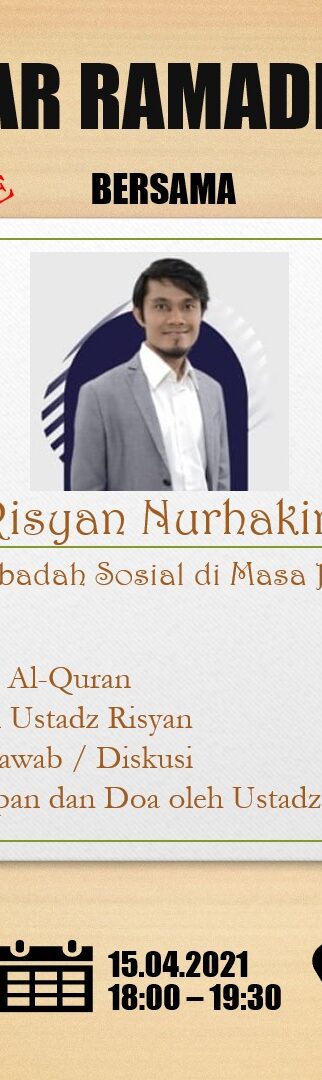 AR RAMAD
BERSAMA
Risyan Nurhakim
badah Sosial di Masa
Al-Quran
Ustadz Risyan
awab / Diskusi
pan dan Doa oleh Ustadz
15.04.2021
18:00 – 19:30